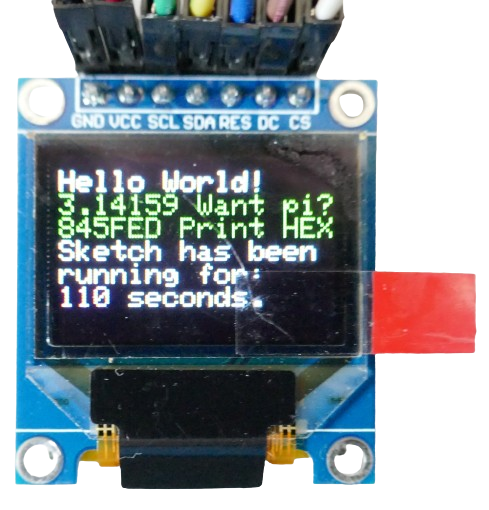 GND VCC SCL SDA RES DC CS
Hello World!
3.14159 Want pi?
845FED Print HEX
Sketch has been
running for:
110 seconds.